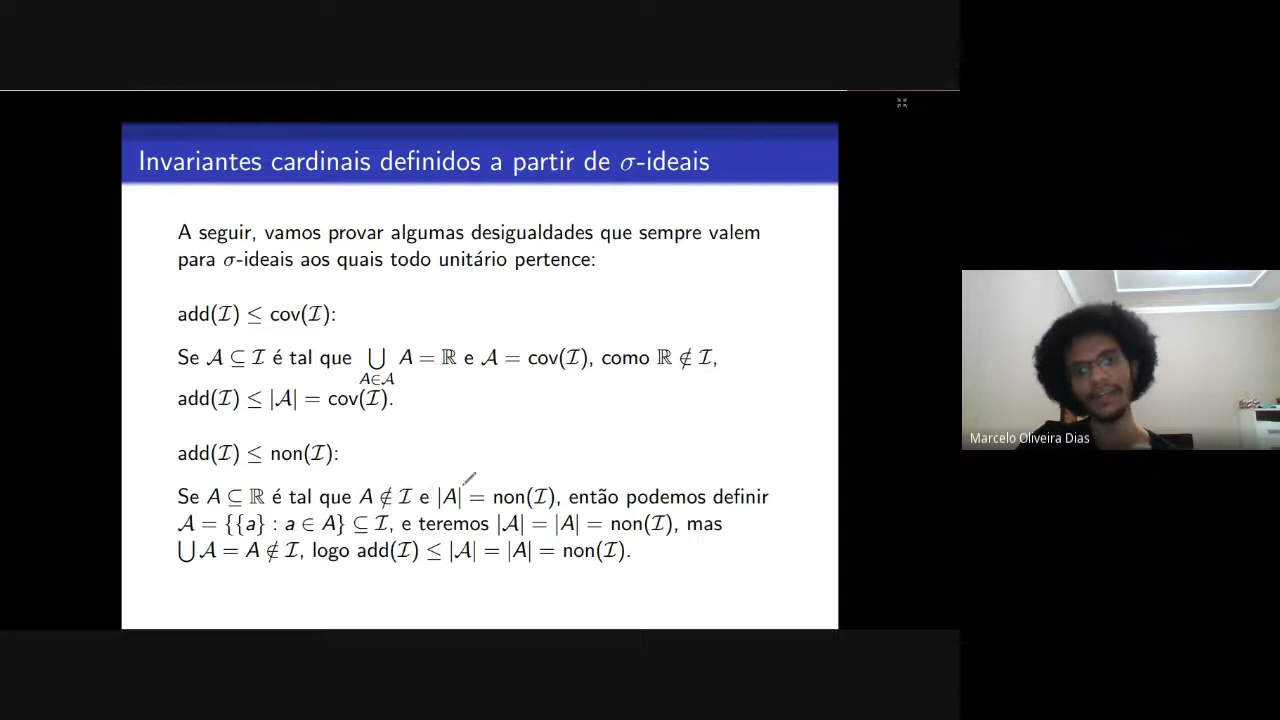 Invariantes cardinais definidos a partir de σ-ideais
A seguir, vamos provar algumas desigualdades que sempre valem
para σ-ideais aos quais todo unitário pertence:
add(ℐ) ≤ cov(ℐ):
Se 𝒜 ⊆ ℐ é tal que ⋃ A = ℝ e 𝒜 = cov(ℐ), como ℝ ∉ ℐ,
A∈𝒜
add(ℐ) ≤ |𝒜| = cov(ℐ).
add(ℐ) ≤ non(ℐ):
Se A ⊆ ℝ é tal que A ∉ ℐ e |A| = non(ℐ), então podemos definir
𝒜 = {{a} : a ∈ A} ⊆ ℐ, e teremos |𝒜| = |A| = non(ℐ), mas
⋃ 𝒜 = A ∉ ℐ, logo add(ℐ) ≤ |𝒜| = |A| = non(ℐ).
Marcelo Oliveira Dias